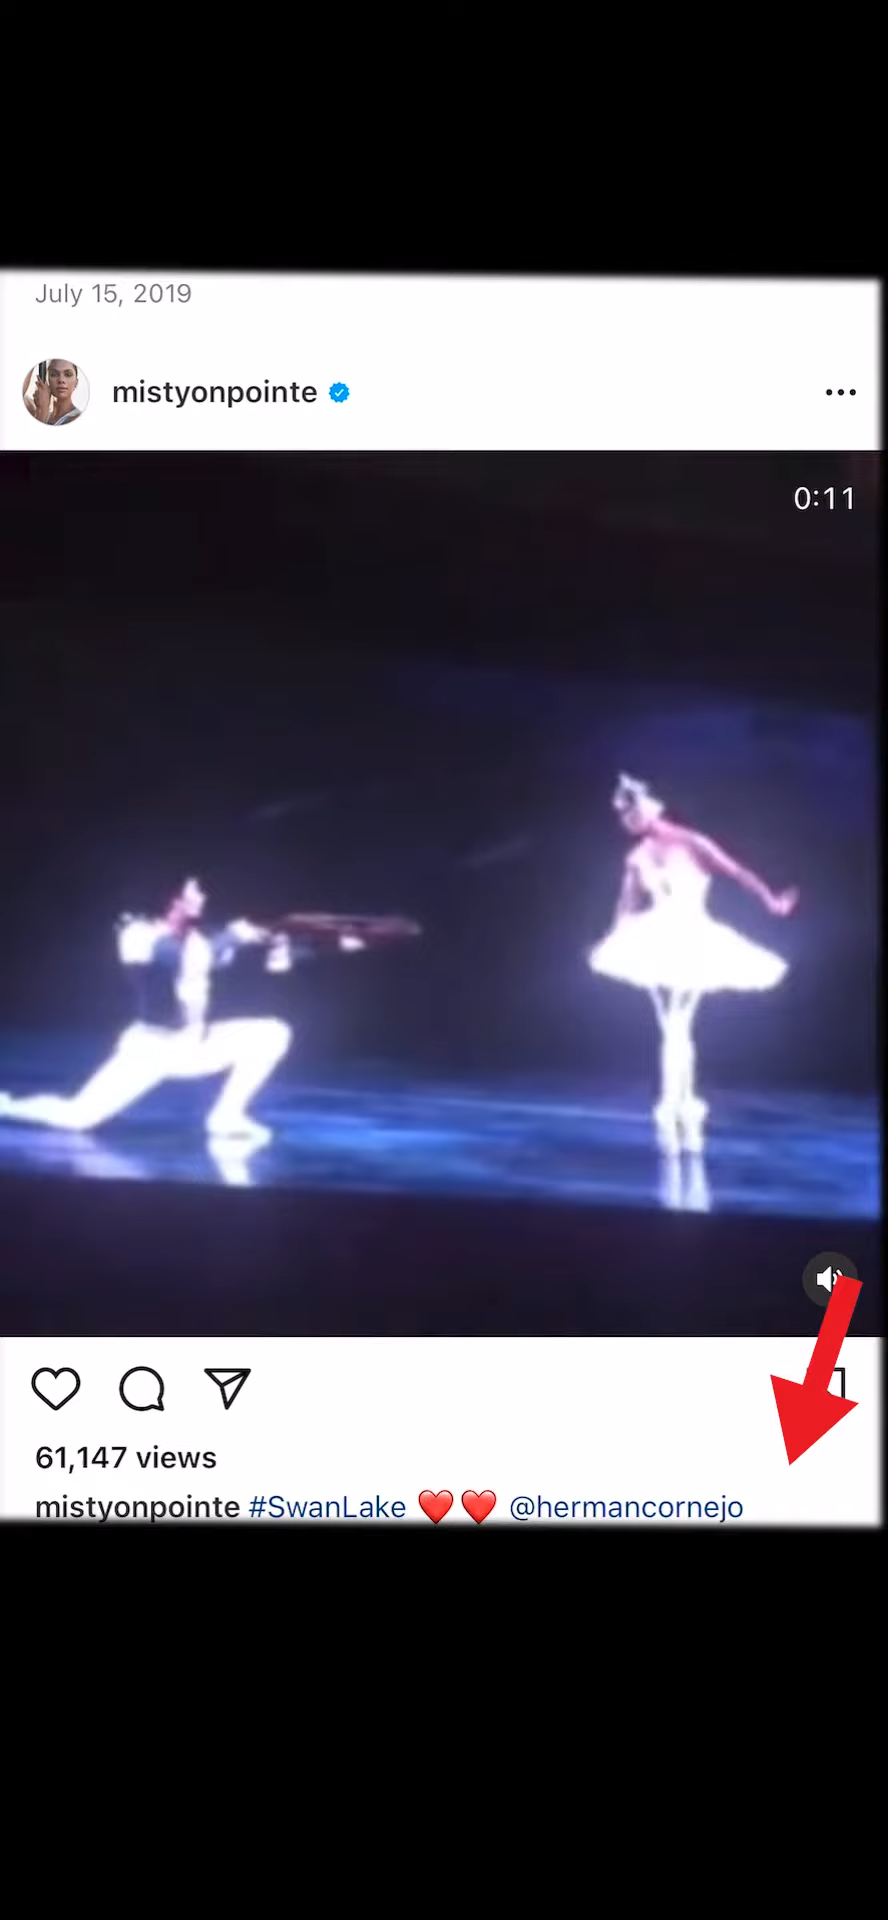 July 15, 2019
mistyonpointe
0:11
61,147 views
mistyonpointe #SwanLake ❤️❤️ @hermancornejo